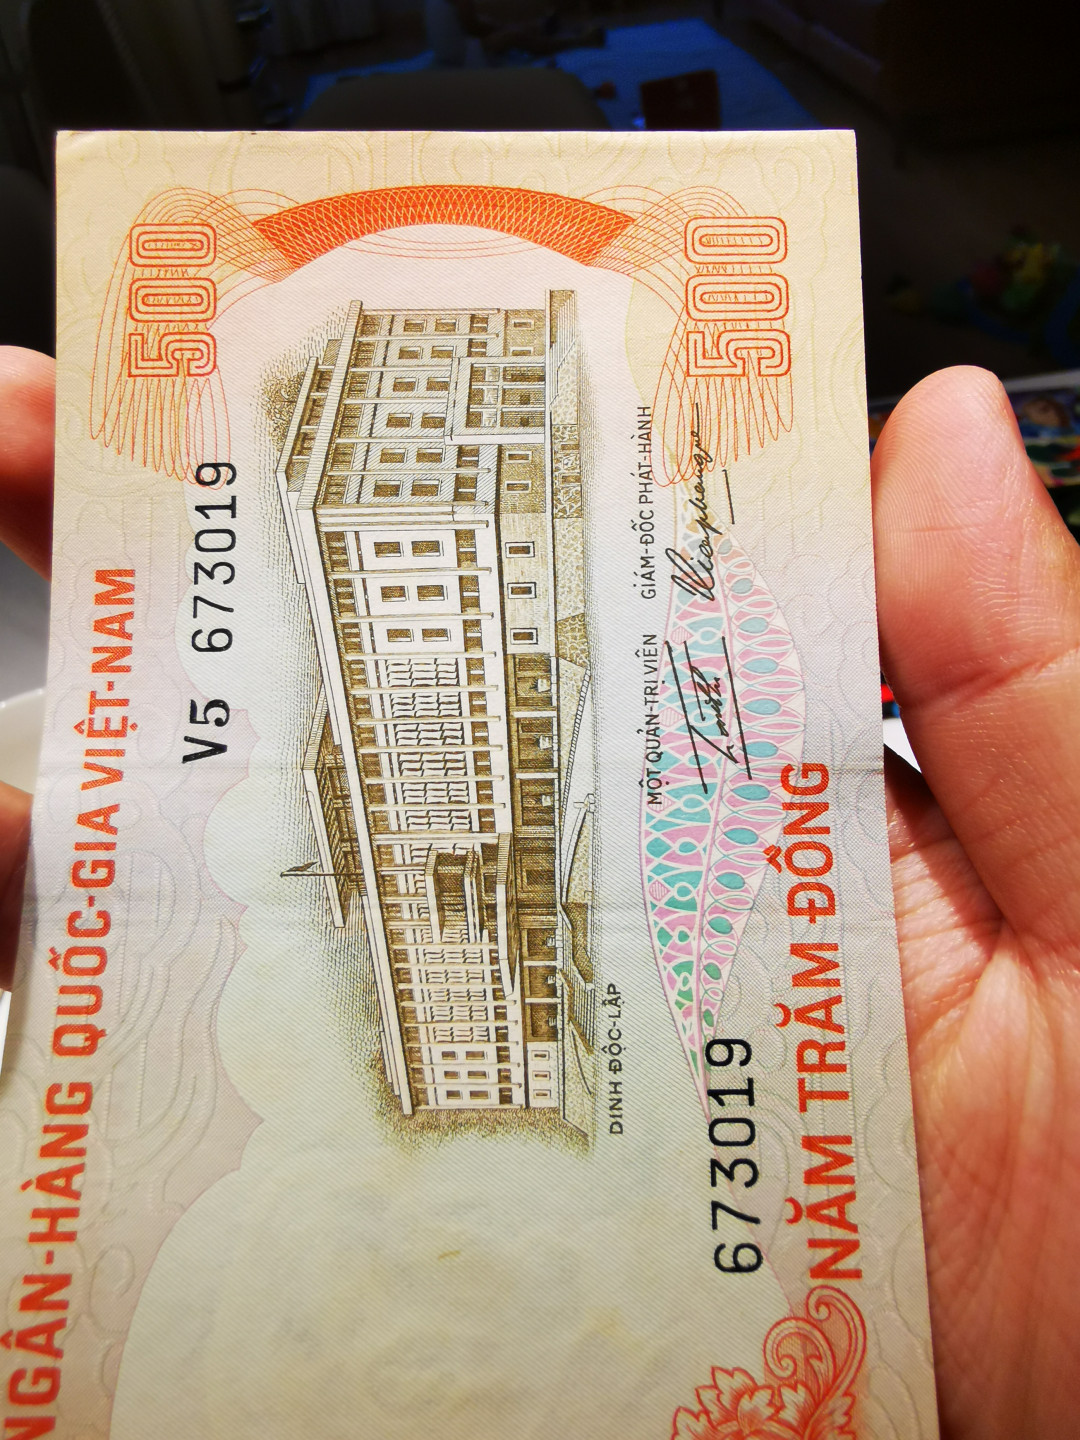 NGÂN-HÀNG QUỐC-GIA VIỆT-NAM
500
V5 673019
DINH ĐỘC-LẬP
MỘT QUẢN-TRỊ VIÊN
GIÁM-ĐỐC PHÁT-HÀNH
500
673019
NĂM TRĂM ĐỒNG